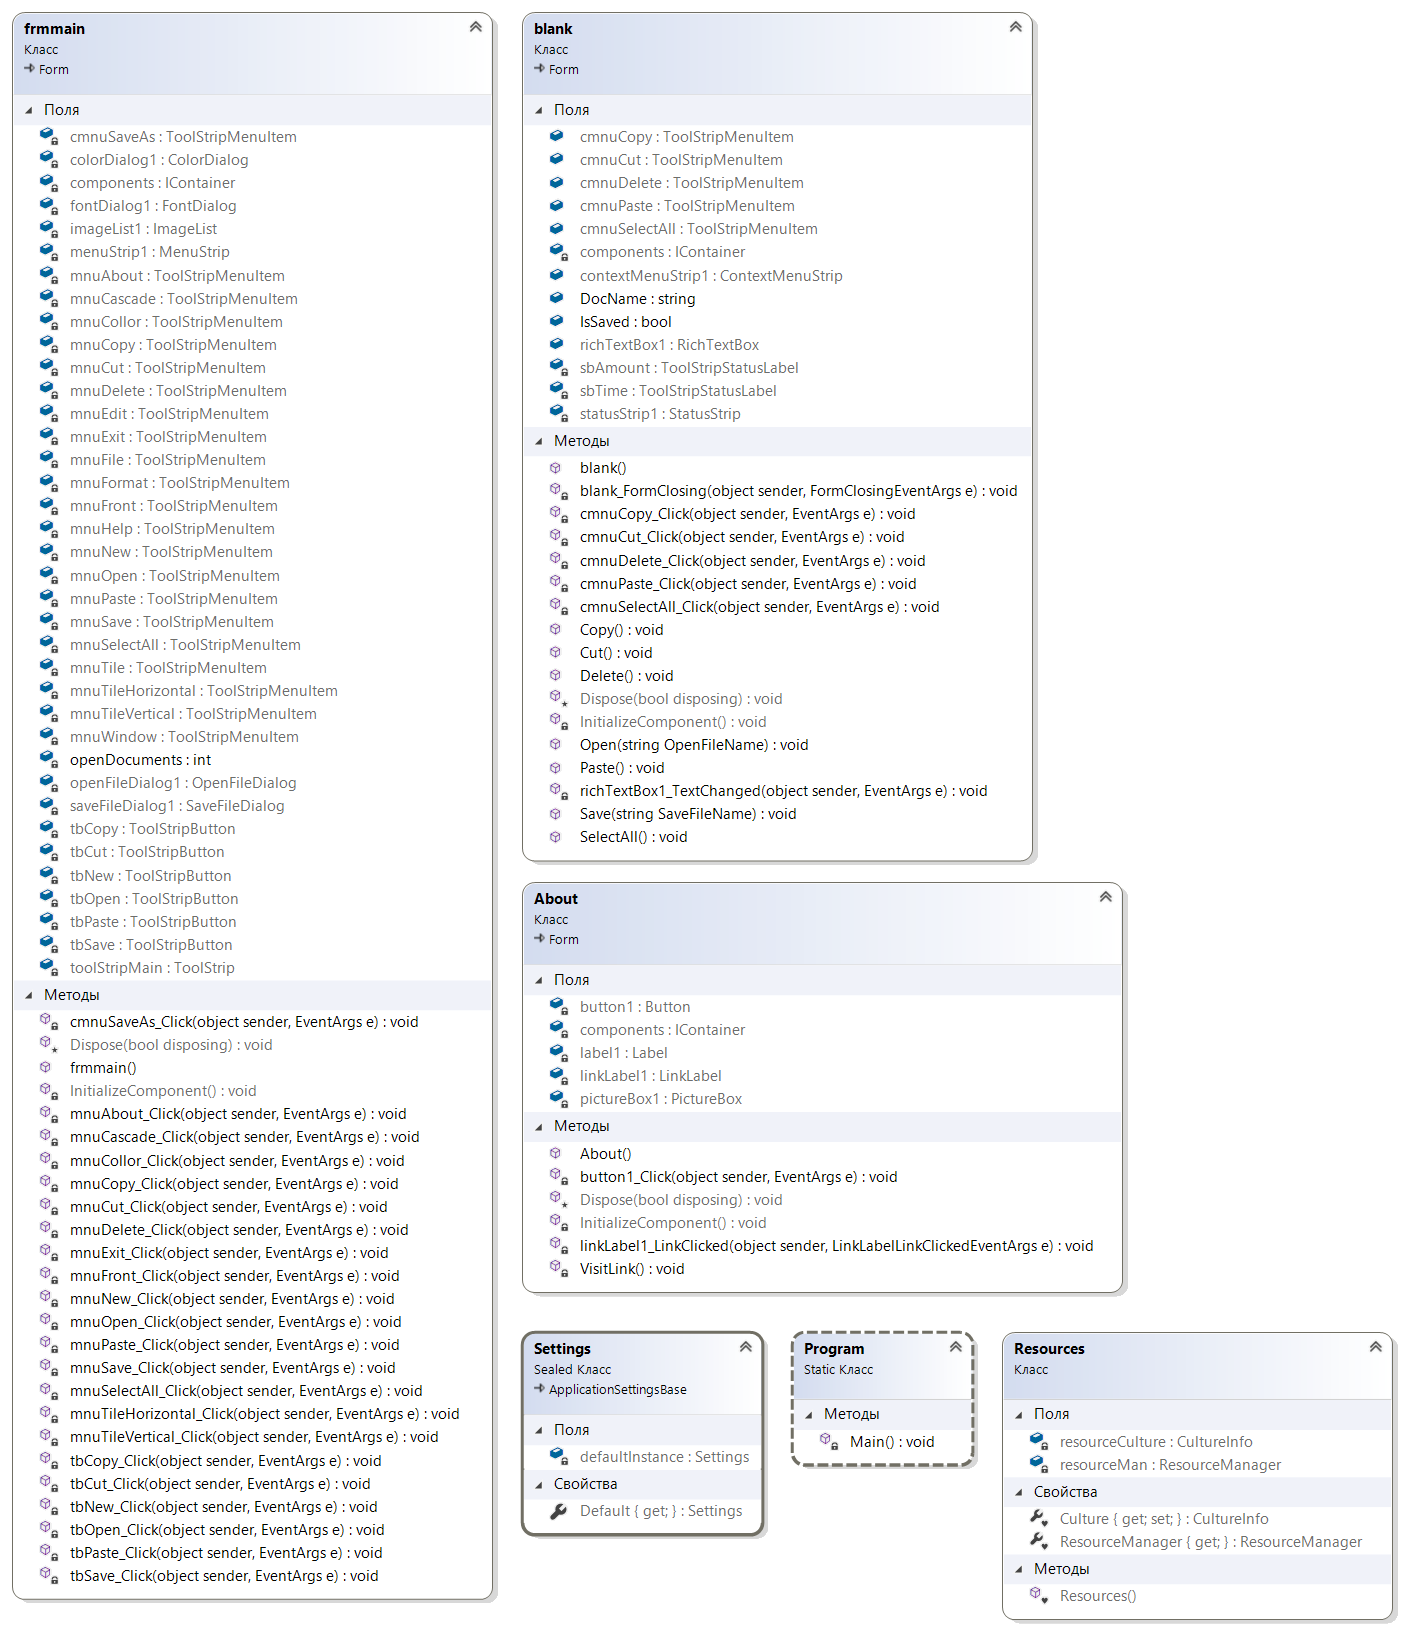 frmmain
Класс
Form
Поля
cmnuSaveAs : ToolStripMenuItem
colorDialog1 : ColorDialog
components : IContainer
fontDialog1 : FontDialog
imageList1 : ImageList
menuStrip1 : MenuStrip
mnuAbout : ToolStripMenuItem
mnuCascade : ToolStripMenuItem
mnuCollor : ToolStripMenuItem
mnuCopy : ToolStripMenuItem
mnuCut : ToolStripMenuItem
mnuDelete : ToolStripMenuItem
mnuEdit : ToolStripMenuItem
mnuExit : ToolStripMenuItem
mnuFile : ToolStripMenuItem
mnuFormat : ToolStripMenuItem
mnuFront : ToolStripMenuItem
mnuHelp : ToolStripMenuItem
mnuNew : ToolStripMenuItem
mnuOpen : ToolStripMenuItem
mnuPaste : ToolStripMenuItem
mnuSave : ToolStripMenuItem
mnuSelectAll : ToolStripMenuItem
mnuTile : ToolStripMenuItem
mnuTileHorizontal : ToolStripMenuItem
mnuTileVertical : ToolStripMenuItem
mnuWindow : ToolStripMenuItem
openDocuments : int
openFileDialog1 : OpenFileDialog
saveFileDialog1 : SaveFileDialog
tbCopy : ToolStripButton
tbCut : ToolStripButton
tbNew : ToolStripButton
tbOpen : ToolStripButton
tbPaste : ToolStripButton
tbSave : ToolStripButton
toolStripMain : ToolStrip
Методы
cmnuSaveAs_Click(object sender, EventArgs e) : void
Dispose(bool disposing) : void
frmmain()
InitializeComponent() : void
mnuAbout_Click(object sender, EventArgs e) : void
mnuCascade_Click(object sender, EventArgs e) : void
mnuCollor_Click(object sender, EventArgs e) : void
mnuCopy_Click(object sender, EventArgs e) : void
mnuCut_Click(object sender, EventArgs e) : void
mnuDelete_Click(object sender, EventArgs e) : void
mnuExit_Click(object sender, EventArgs e) : void
mnuFront_Click(object sender, EventArgs e) : void
mnuNew_Click(object sender, EventArgs e) : void
mnuOpen_Click(object sender, EventArgs e) : void
mnuPaste_Click(object sender, EventArgs e) : void
mnuSave_Click(object sender, EventArgs e) : void
mnuSelectAll_Click(object sender, EventArgs e) : void
mnuTileHorizontal_Click(object sender, EventArgs e) : void
mnuTileVertical_Click(object sender, EventArgs e) : void
tbCopy_Click(object sender, EventArgs e) : void
tbCut_Click(object sender, EventArgs e) : void
tbNew_Click(object sender, EventArgs e) : void
tbOpen_Click(object sender, EventArgs e) : void
tbPaste_Click(object sender, EventArgs e) : void
tbSave_Click(object sender, EventArgs e) : void
blank
Класс
Form
Поля
cmnuCopy : ToolStripMenuItem
cmnuCut : ToolStripMenuItem
cmnuDelete : ToolStripMenuItem
cmnuPaste : ToolStripMenuItem
cmnuSelectAll : ToolStripMenuItem
components : IContainer
contextMenuStrip1 : ContextMenuStrip
DocName : string
IsSaved : bool
richTextBox1 : RichTextBox
sbAmount : ToolStripStatusLabel
sbTime : ToolStripStatusLabel
statusStrip1 : StatusStrip
Методы
blank()
blank_FormClosing(object sender, FormClosingEventArgs e) : void
cmnuCopy_Click(object sender, EventArgs e) : void
cmnuCut_Click(object sender, EventArgs e) : void
cmnuDelete_Click(object sender, EventArgs e) : void
cmnuPaste_Click(object sender, EventArgs e) : void
cmnuSelectAll_Click(object sender, EventArgs e) : void
Copy() : void
Cut() : void
Delete() : void
Dispose(bool disposing) : void
InitializeComponent() : void
Open(string OpenFileName) : void
Paste() : void
richTextBox1_TextChanged(object sender, EventArgs e) : void
Save(string SaveFileName) : void
SelectAll() : void
About
Класс
Form
Поля
button1 : Button
components : IContainer
label1 : Label
linkLabel1 : LinkLabel
pictureBox1 : PictureBox
Методы
About()
button1_Click(object sender, EventArgs e) : void
Dispose(bool disposing) : void
InitializeComponent() : void
linkLabel1_LinkClicked(object sender, LinkLabelLinkClickedEventArgs e) : void
VisitLink() : void
Settings
Sealed Класс
ApplicationSettingsBase
Поля
defaultInstance : Settings
Свойства
Default { get; } : Settings
Program
Static Класс
Методы
Main() : void
Resources
Класс
Поля
resourceCulture : CultureInfo
resourceMan : ResourceManager
Свойства
Culture { get; set; } : CultureInfo
ResourceManager { get; } : ResourceManager
Методы
Resources()